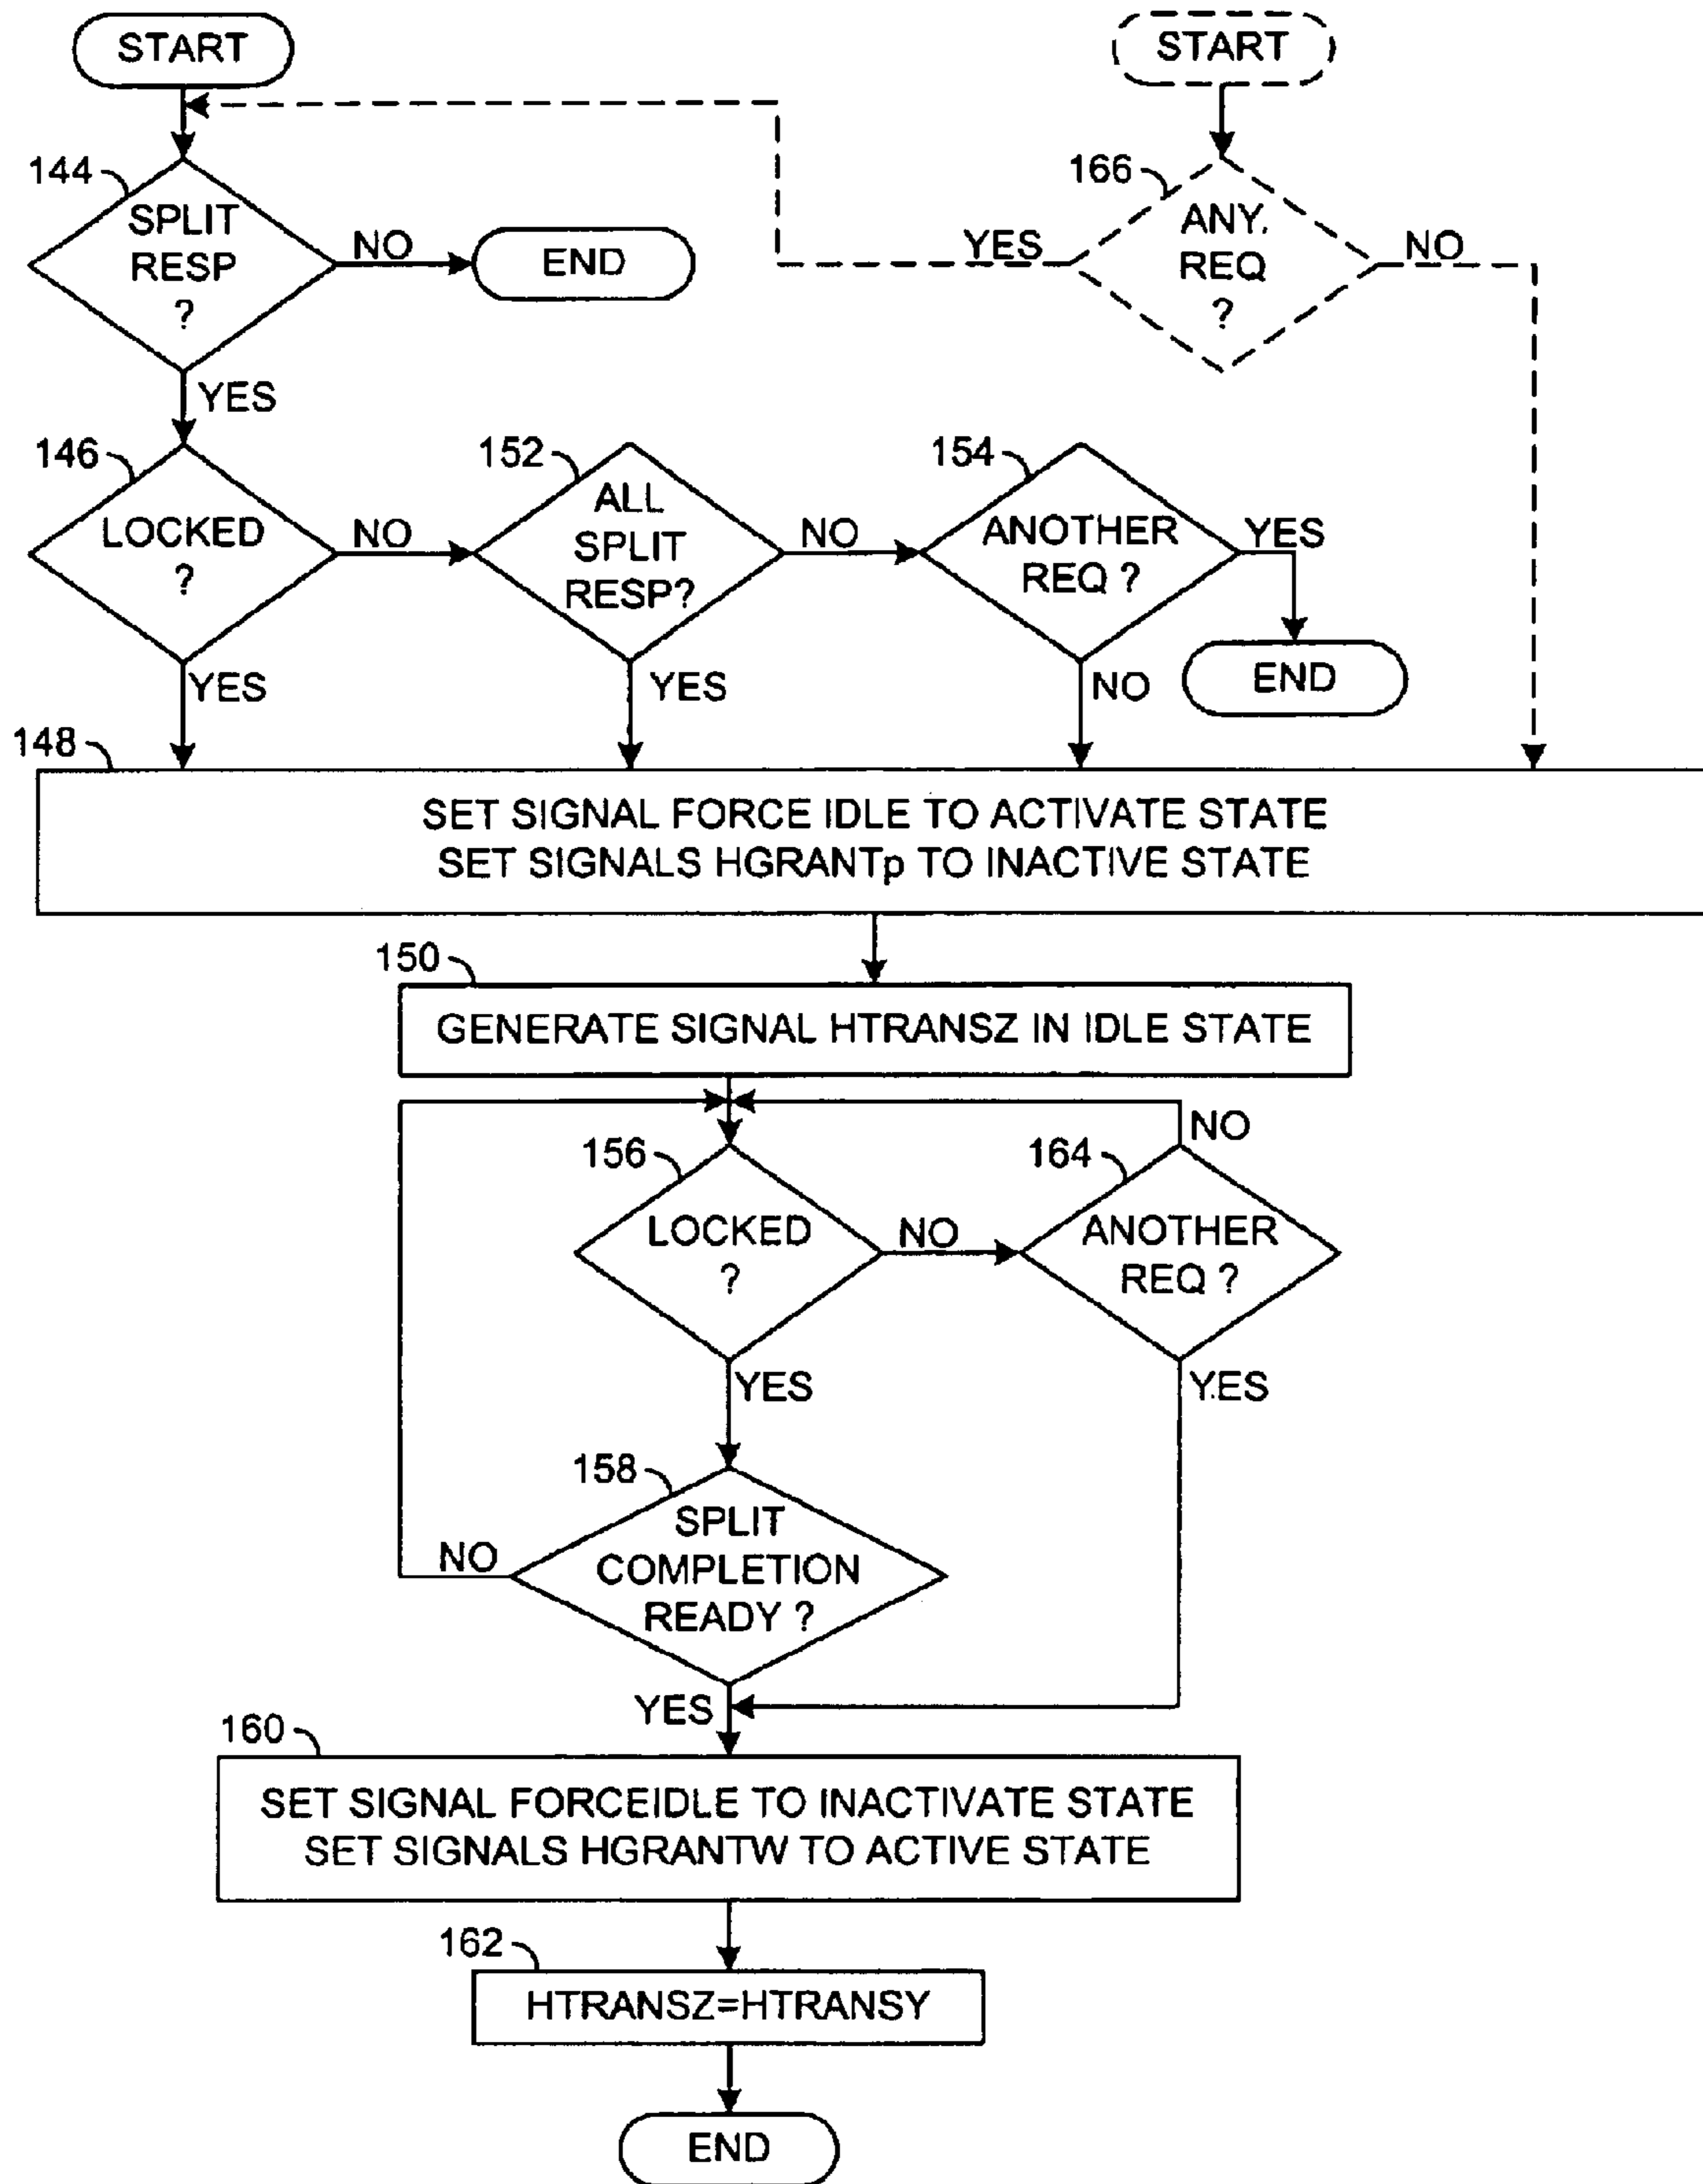 START
START
144
SPLIT
RESP
?
NO
END
166
ANY.
REQ
?
YES
NO
YES
146
LOCKED
?
NO
152
ALL
SPLIT
RESP?
NO
154
ANOTHER
REQ ?
YES
END
YES
YES
NO
148
SET SIGNAL FORCE IDLE TO ACTIVATE STATE
SET SIGNALS HGRANTp TO INACTIVE STATE
150
GENERATE SIGNAL HTRANSZ IN IDLE STATE
156
LOCKED
?
NO
164
ANOTHER
REQ ?
NO
YES
YES
158
SPLIT
COMPLETION
READY ?
NO
YES
160
SET SIGNAL FORCEIDLE TO INACTIVATE STATE
SET SIGNALS HGRANTW TO ACTIVE STATE
162
HTRANSZ=HTRANSY
END